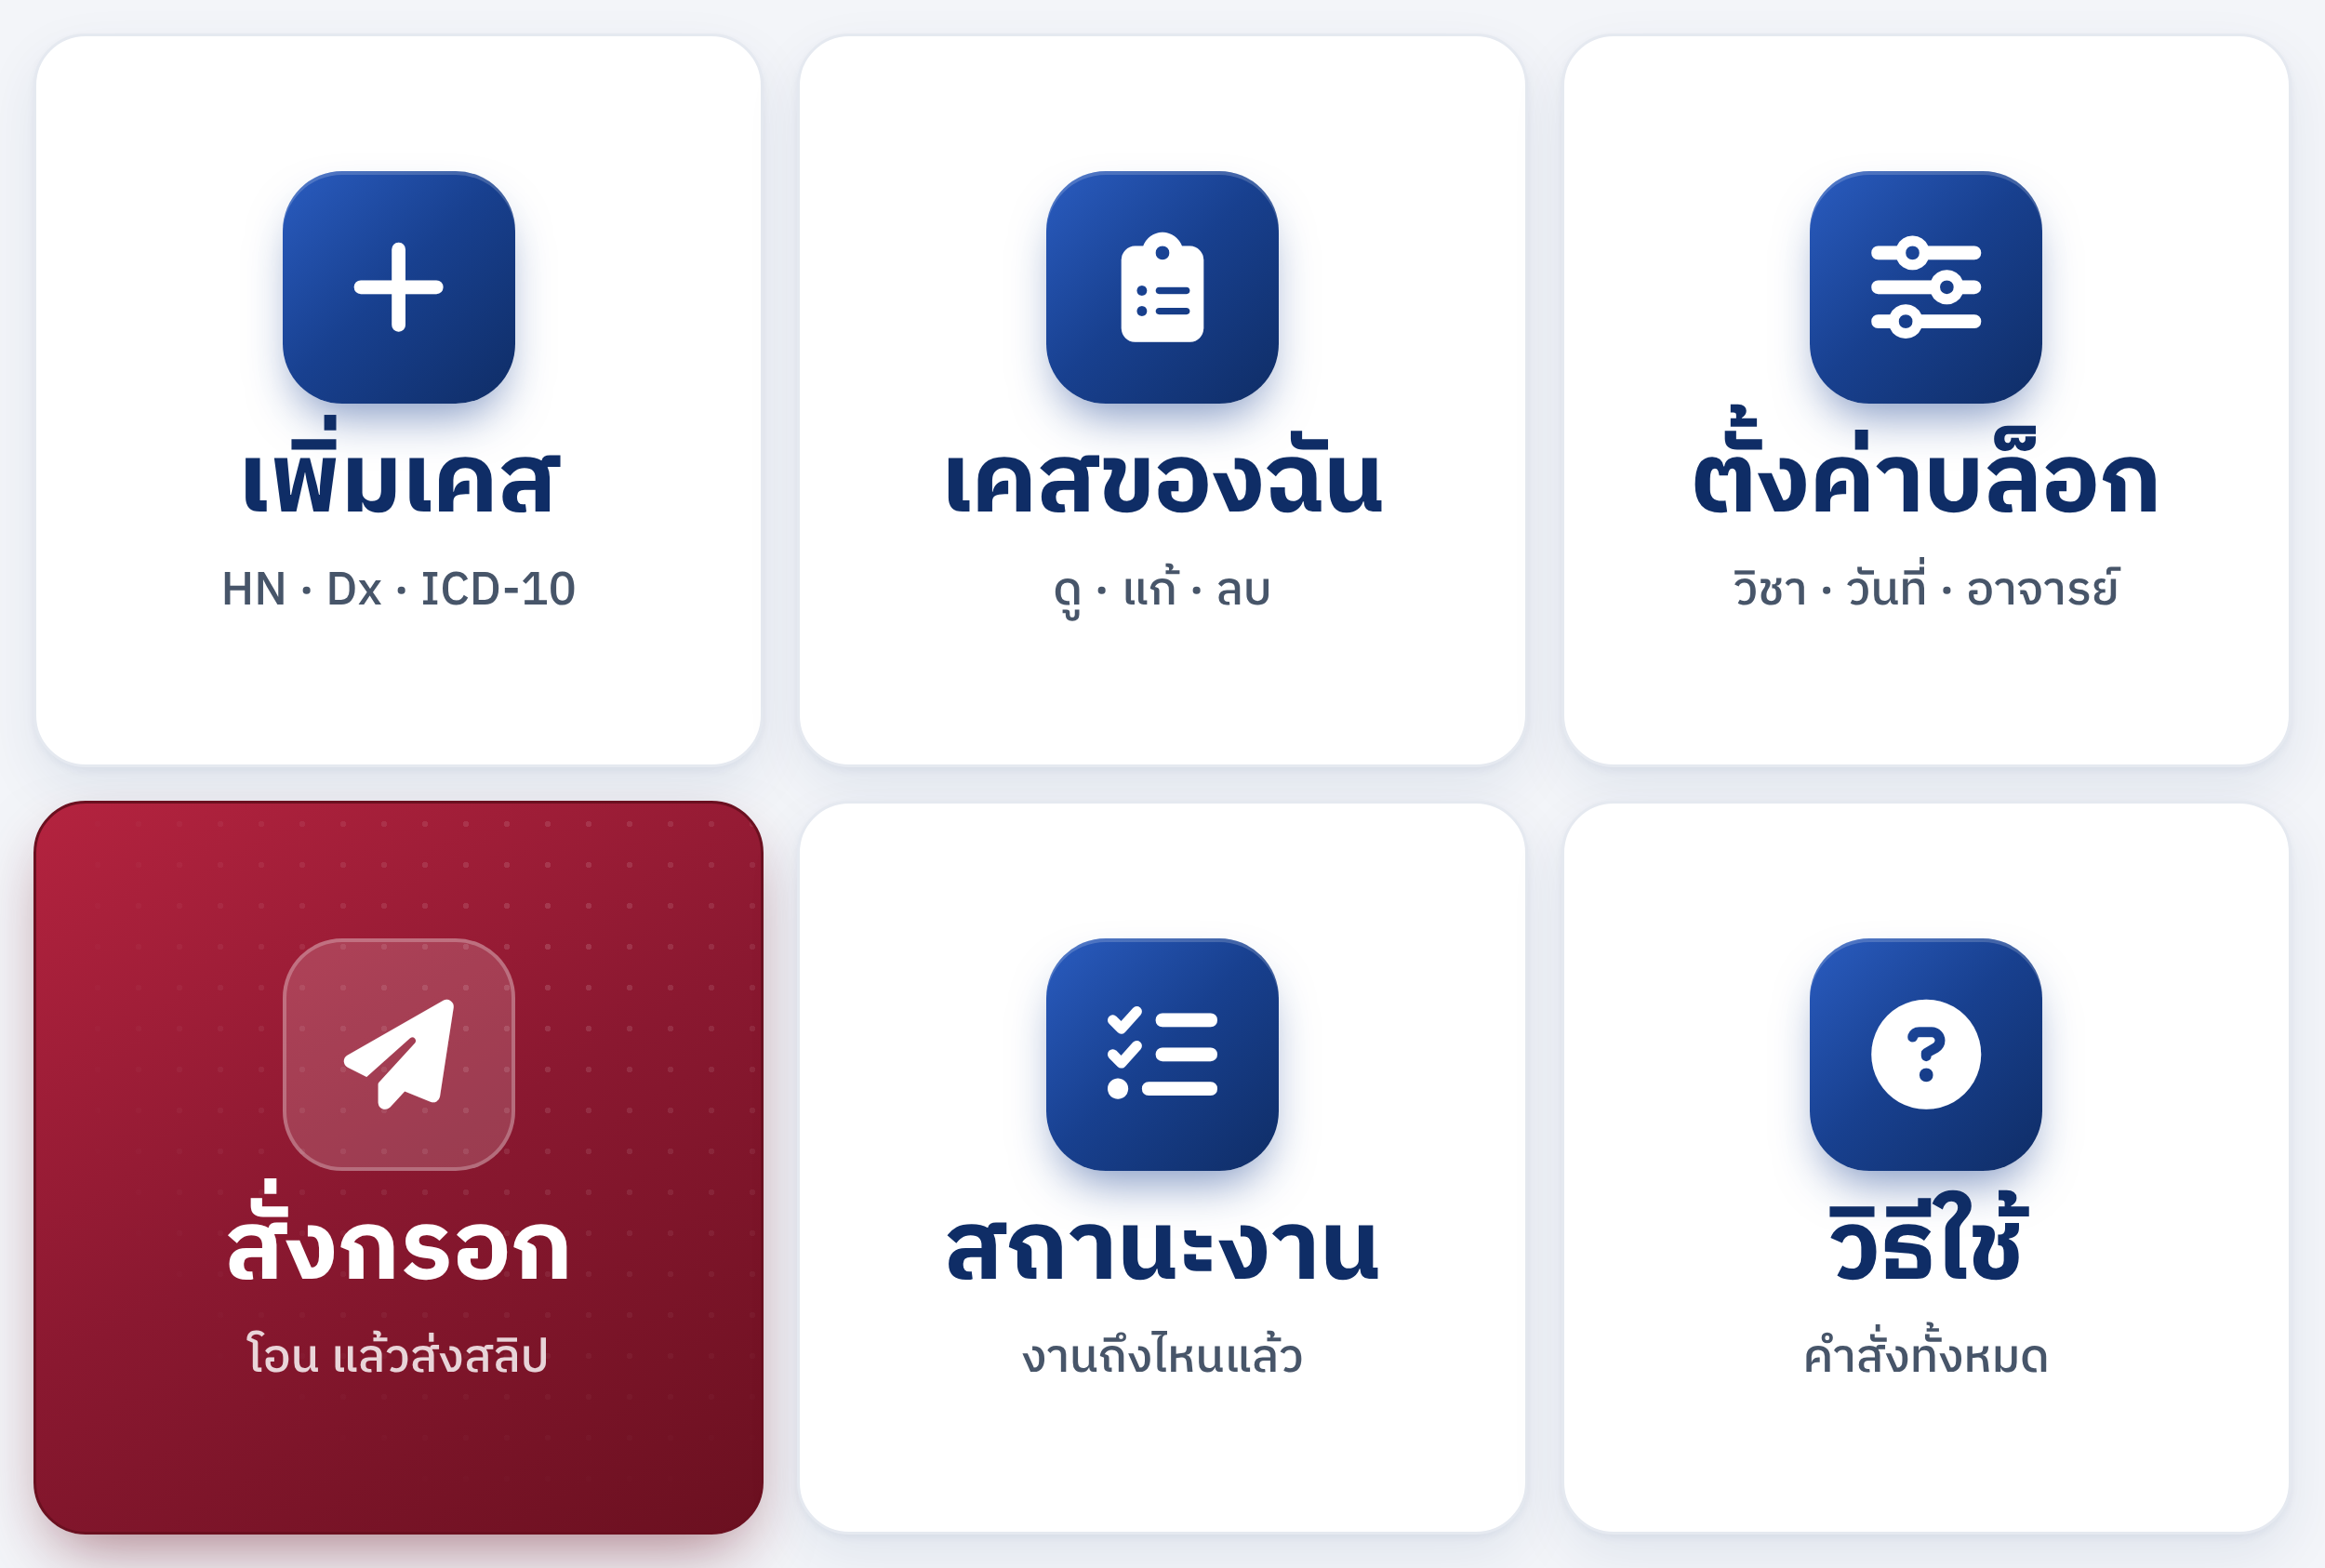 เพิ่มเคส
HN · Dx · ICD-10
เคสของฉัน
ดู · แก้ · ลบ
ตั้งค่าบล็อก
วิชา · วันที่ · อาจารย์
สั่งกรอก
โอน แล้วส่งสลิป
สถานะงาน
งานถึงไหนแล้ว
วิธีใช้
คำสั่งทั้งหมด